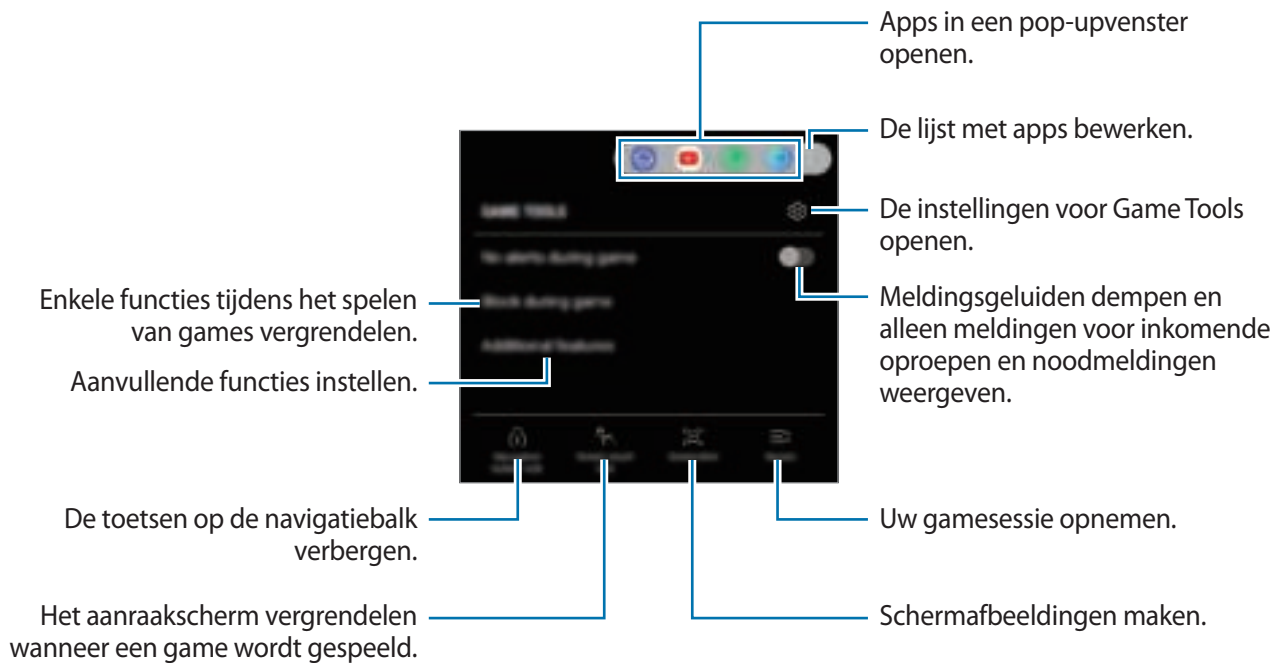 Apps in een pop-upvenster
openen.
De lijst met apps bewerken.
GAME TOOLS
De instellingen voor Game Tools
openen.
No alerts during game
Enkele functies tijdens het spelen
van games vergrendelen.
Block during game
Meldingsgeluiden dempen en
alleen meldingen voor inkomende
oproepen en noodmeldingen
weergeven.
Additional features
Aanvullende functies instellen.
De toetsen op de navigatiebalk
verbergen.
Uw gamesessie opnemen.
Het aanraakscherm vergrendelen
wanneer een game wordt gespeeld.
Schermafbeeldingen maken.